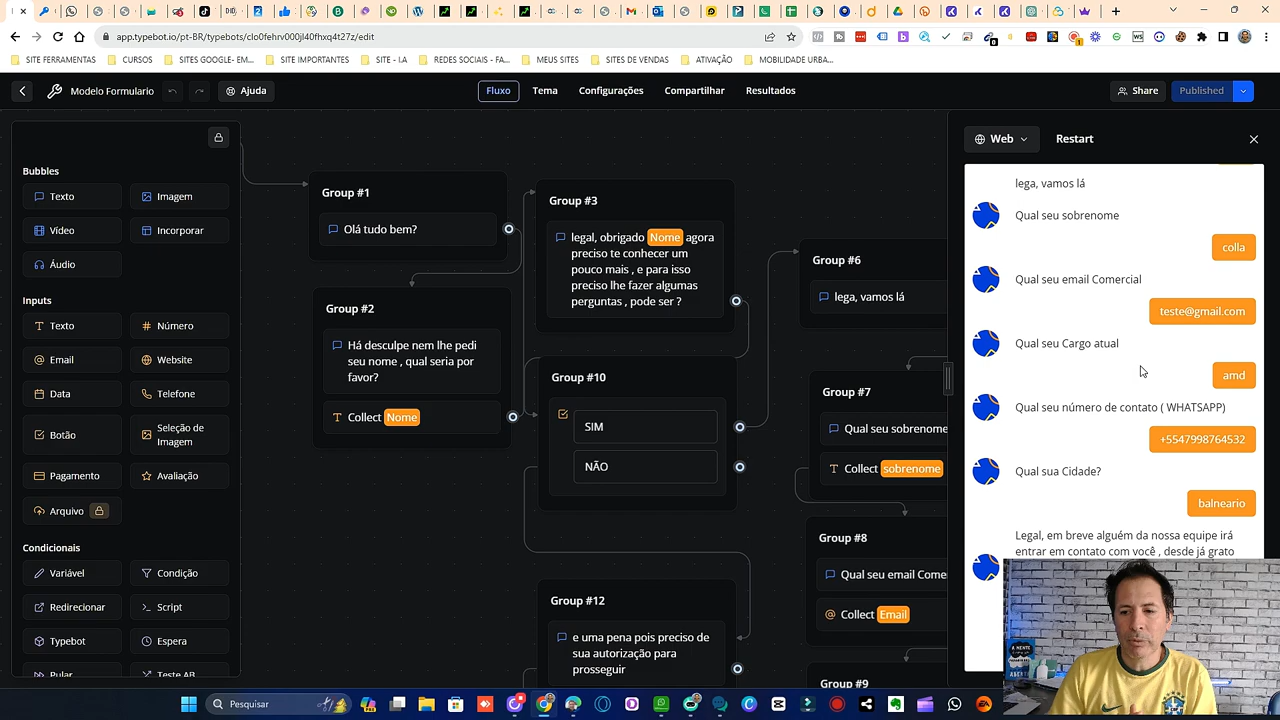 app.typebot.io/pt-BR/typebots/clo0fehrv000jl40fhxq4t27z/edit
SITE FERRAMENTAS
CURSOS
SITES GOOGLE- EM...
SITE IMPORTANTES
SITE - I.A
REDES SOCIAIS - FA...
MEUS SITES
SITES DE VENDAS
ATIVAÇÃO
MOBILIDADE URBA...
Modelo Formulario
Ajuda
Fluxo
Tema
Configurações
Compartilhar
Resultados
Share
Published
Bubbles
Texto
Imagem
Vídeo
Incorporar
Áudio
Inputs
Texto
Número
Email
Website
Data
Telefone
Botão
Seleção de
Imagem
Pagamento
Avaliação
Arquivo
Condicionais
Variável
Condição
Redirecionar
Script
Typebot
Espera
Pular
Teste AB
Group #1
Olá tudo bem?
Group #2
Há desculpe nem lhe pedi
seu nome , qual seria por
favor?
Collect Nome
Group #3
legal, obrigado Nome agora
preciso te conhecer um
pouco mais , e para isso
preciso lhe fazer algumas
perguntas , pode ser ?
Group #10
SIM
NÃO
Group #12
e uma pena pois preciso de
sua autorização para
prosseguir
Group #6
lega, vamos lá
Group #7
Qual seu sobrenome
Collect sobrenome
Group #8
Qual seu email Come
Collect Email
Group #9
Web
Restart
lega, vamos lá
Qual seu sobrenome
colla
Qual seu email Comercial
teste@gmail.com
Qual seu Cargo atual
amd
Qual seu número de contato ( WHATSAPP)
+5547998764532
Qual sua Cidade?
balneario
Legal, em breve alguém da nossa equipe irá
entrar em contato com você , desde já grato
A MENTE
Pesquisar